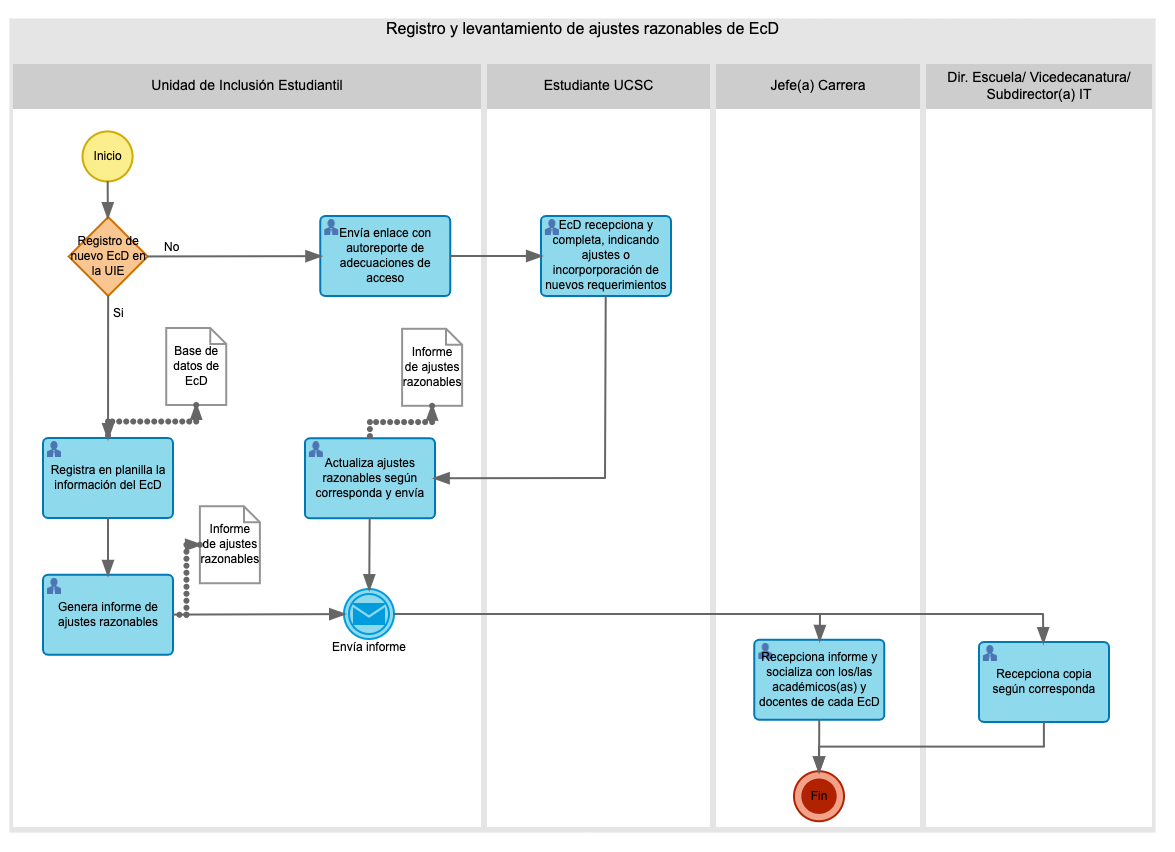 Registro y levantamiento de ajustes razonables de EcD
Unidad de Inclusión Estudiantil
Estudiante UCSC
Jefe(a) Carrera
Dir. Escuela/ Vicedecanatura/
Subdirector(a) IT
Inicio
Registro de
nuevo EcD en
la UIE
No
Si
Envía enlace con
autoreporte de
adecuaciones de
acceso
EcD recepciona y
completa, indicando
ajustes o
incorporporación de
nuevos requerimientos
Base de
datos de
EcD
Informe
de ajustes
razonables
Registra en planilla la
información del EcD
Actualiza ajustes
razonables según
corresponda y envía
Informe
de ajustes
razonables
Genera informe de
ajustes razonables
Envía informe
Recepciona informe y
socializa con los/las
académicos(as) y
docentes de cada EcD
Recepciona copia
según corresponda
Fin